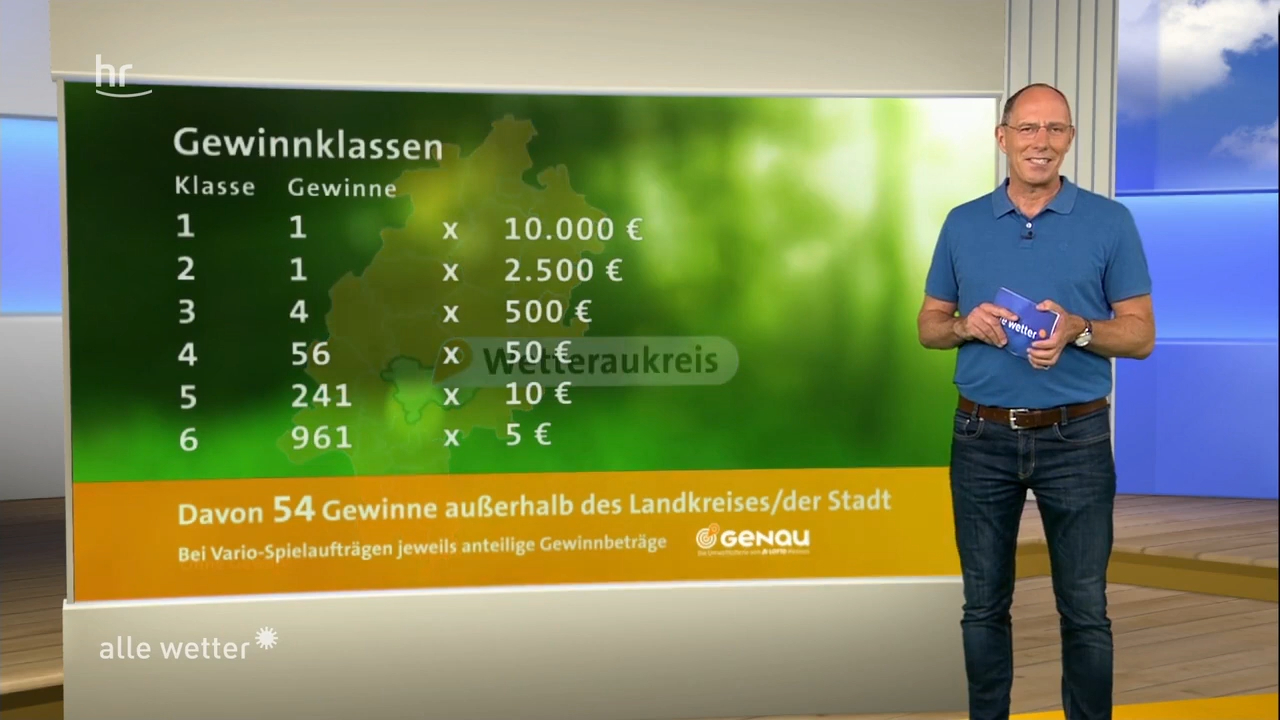 hr
Gewinnklassen
Klasse Gewinne
1 1 x 10.000 €
2 1 x 2.500 €
3 4 x 500 €
4 56 x 50 €
Wetteraukreis
5 241 x 10 €
6 961 x 5 €
Davon 54 Gewinne außerhalb des Landkreises/der Stadt
Bei Vario-Spielaufträgen jeweils anteilige Gewinnbeträge
GENAU
alle wetter
wetter